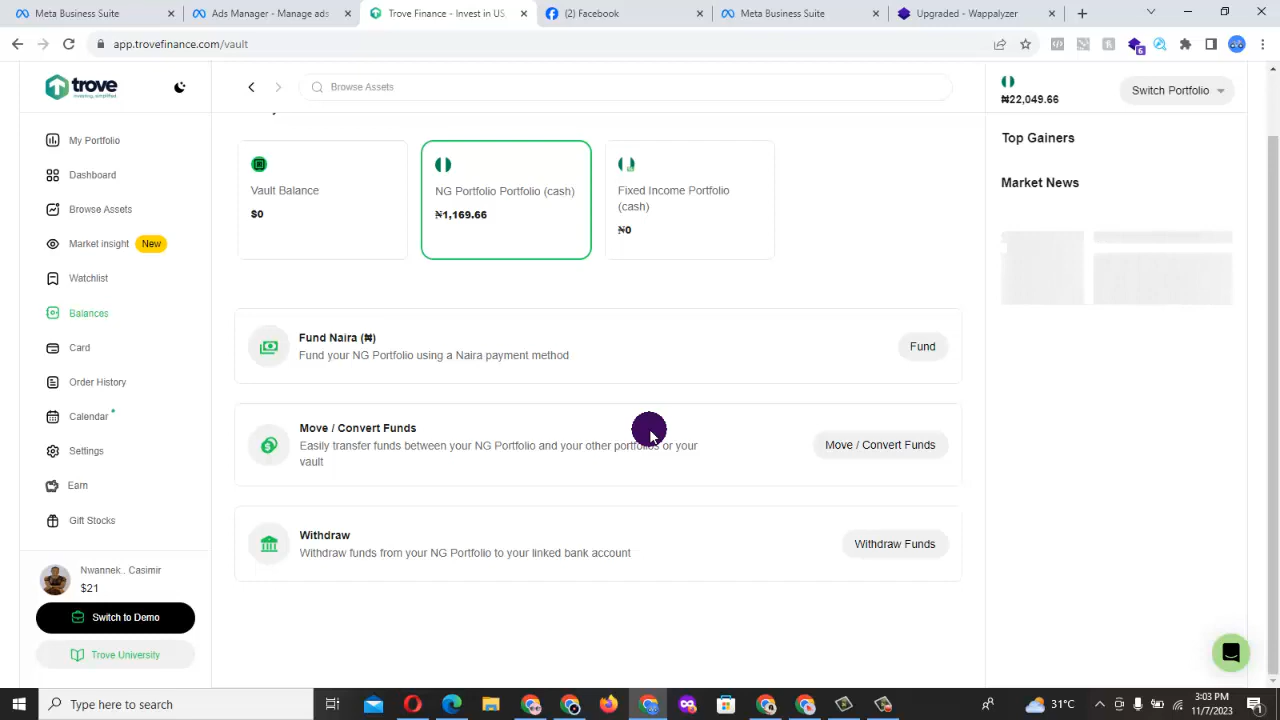 Meta Business Suite
Ads Manager - Manage ads
Trove Finance - Invest in US
(2) Facebook
Meta Business Suite
Upgraded - Wappalyzer
app.trovefinance.com/vault
6
trove
investing, simplified
Browse Assets
₦22,049.66
Switch Portfolio
My Portfolio
Dashboard
Browse Assets
Market insight
New
Watchlist
Balances
Card
Order History
Calendar
Settings
Earn
Gift Stocks
Nwannek.. Casimir
$21
Switch to Demo
Trove University
Vault Balance
$0
NG Portfolio Portfolio (cash)
₦1,169.66
Fixed Income Portfolio
(cash)
₦0
Fund Naira (₦)
Fund your NG Portfolio using a Naira payment method
Fund
Move / Convert Funds
Easily transfer funds between your NG Portfolio and your other portfolios or your
vault
Move / Convert Funds
Withdraw
Withdraw funds from your NG Portfolio to your linked bank account
Withdraw Funds
Top Gainers
Market News
Type here to search
31°C
3:03 PM
11/7/2023